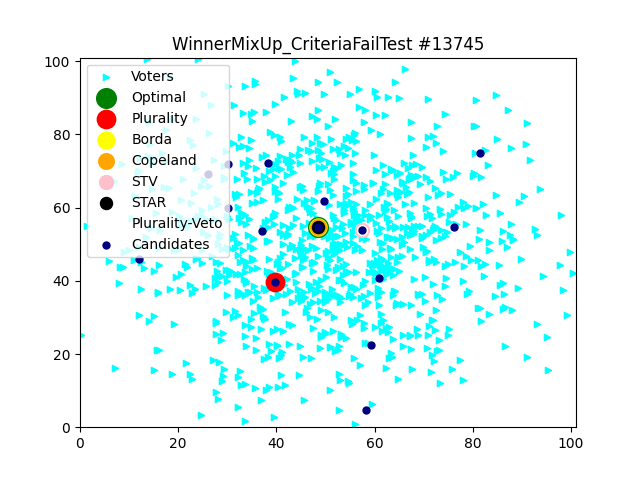 WinnerMixUp_CriteriaFailTest #13745
100
80
60
40
20
0
0 20 40 60 80 100
Voters
Optimal
Plurality
Borda
Copeland
STV
STAR
Plurality-Veto
Candidates